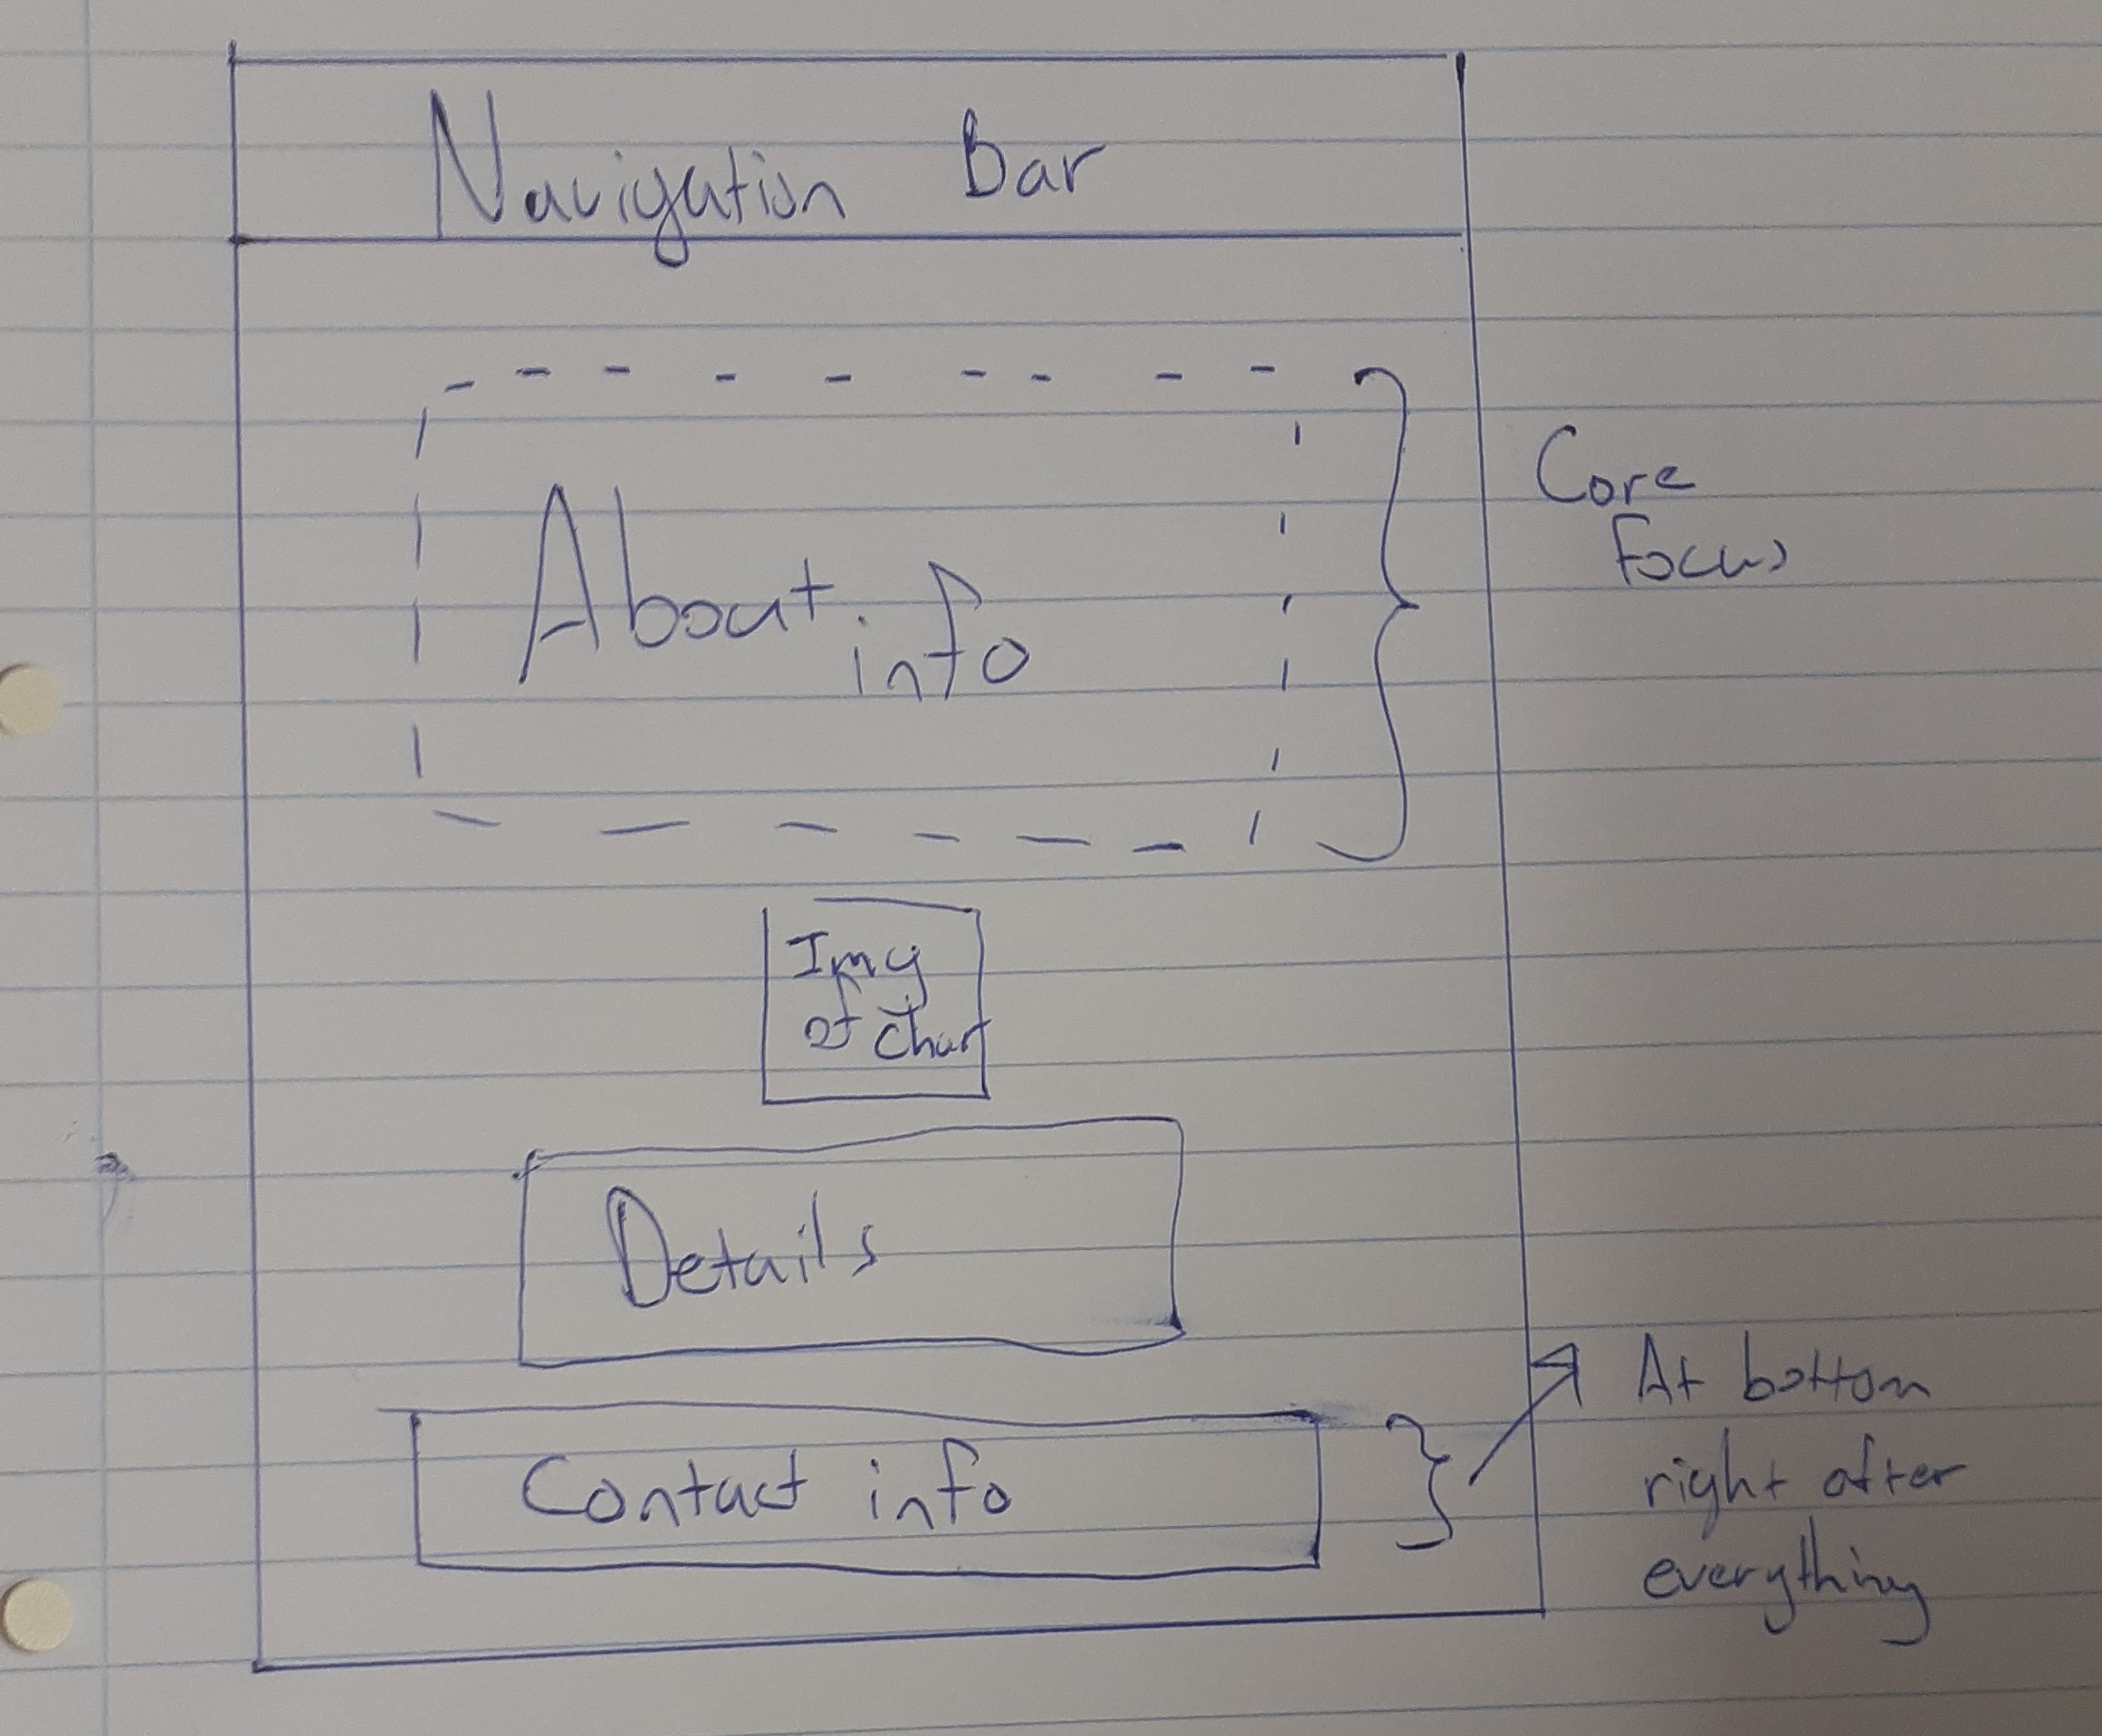 Navigation Bar
About
info
Core
Focus
Img
of Chart
Details
Contact info
At bottom
right after
everything